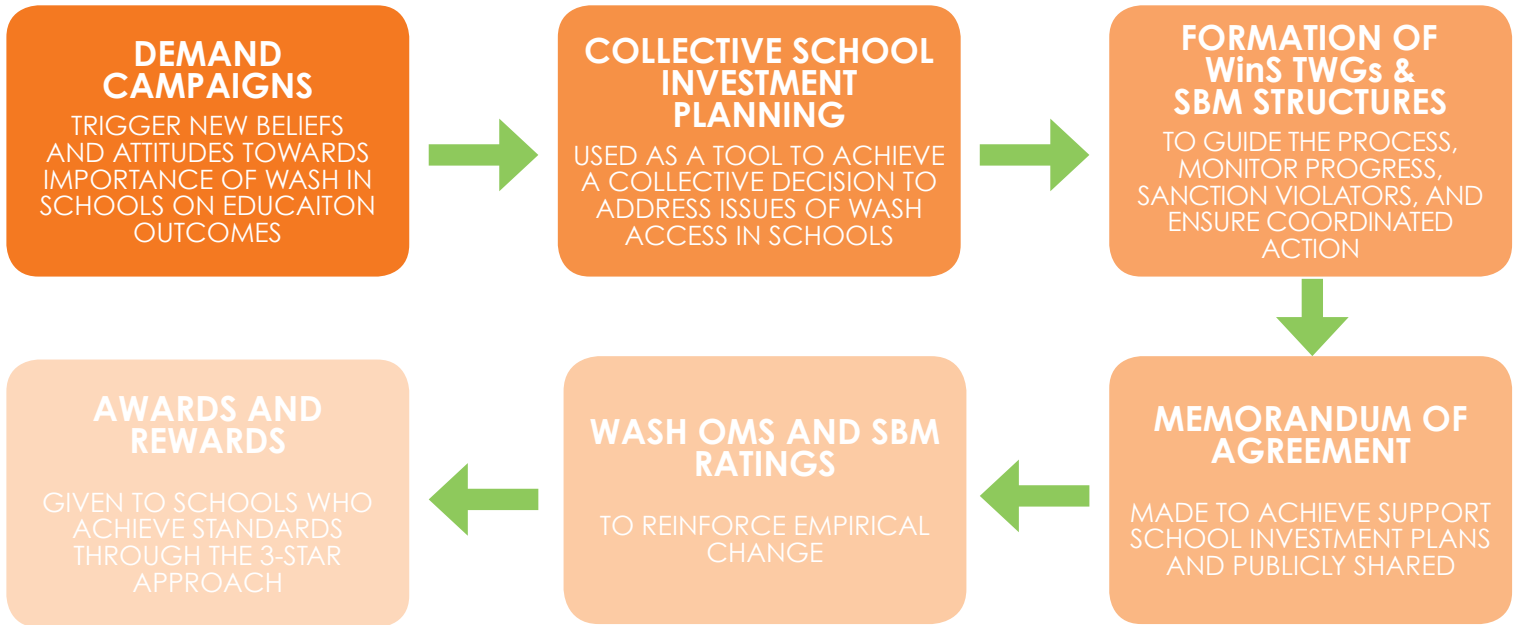 DEMAND
CAMPAIGNS
TRIGGER NEW BELIEFS
AND ATTITUDES TOWARDS
IMPORTANCE OF WASH IN
SCHOOLS ON EDUCAITON
OUTCOMES
COLLECTIVE SCHOOL
INVESTMENT
PLANNING
USED AS A TOOL TO ACHIEVE
A COLLECTIVE DECISION TO
ADDRESS ISSUES OF WASH
ACCESS IN SCHOOLS
FORMATION OF
WinS TWGs &
SBM STRUCTURES
TO GUIDE THE PROCESS,
MONITOR PROGRESS,
SANCTION VIOLATORS, AND
ENSURE COORDINATED
ACTION
MEMORANDUM OF
AGREEMENT
MADE TO ACHIEVE SUPPORT
SCHOOL INVESTMENT PLANS
AND PUBLICLY SHARED
WASH OMS AND SBM
RATINGS
TO REINFORCE EMPIRICAL
CHANGE
AWARDS AND
REWARDS
GIVEN TO SCHOOLS WHO
ACHIEVE STANDARDS
THROUGH THE 3-STAR
APPROACH